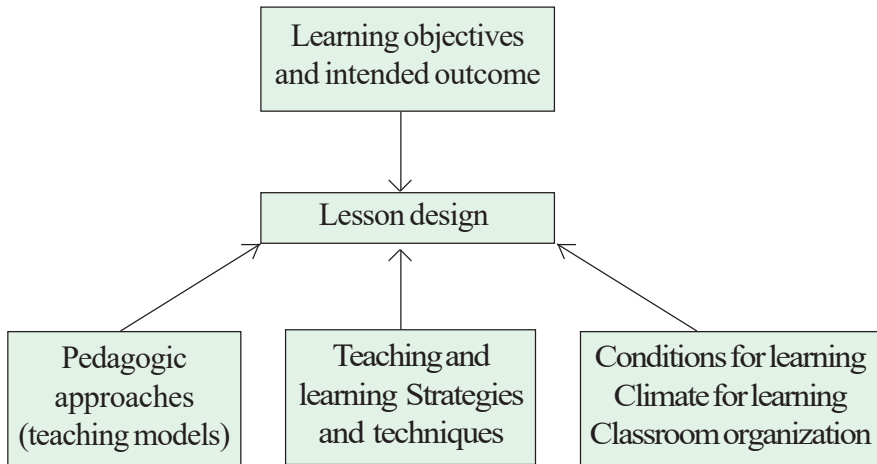 Learning objectives
and intended outcome
Lesson design
Pedagogic
approaches
(teaching models)
Teaching and
learning Strategies
and techniques
Conditions for learning
Climate for learning
Classroom organization